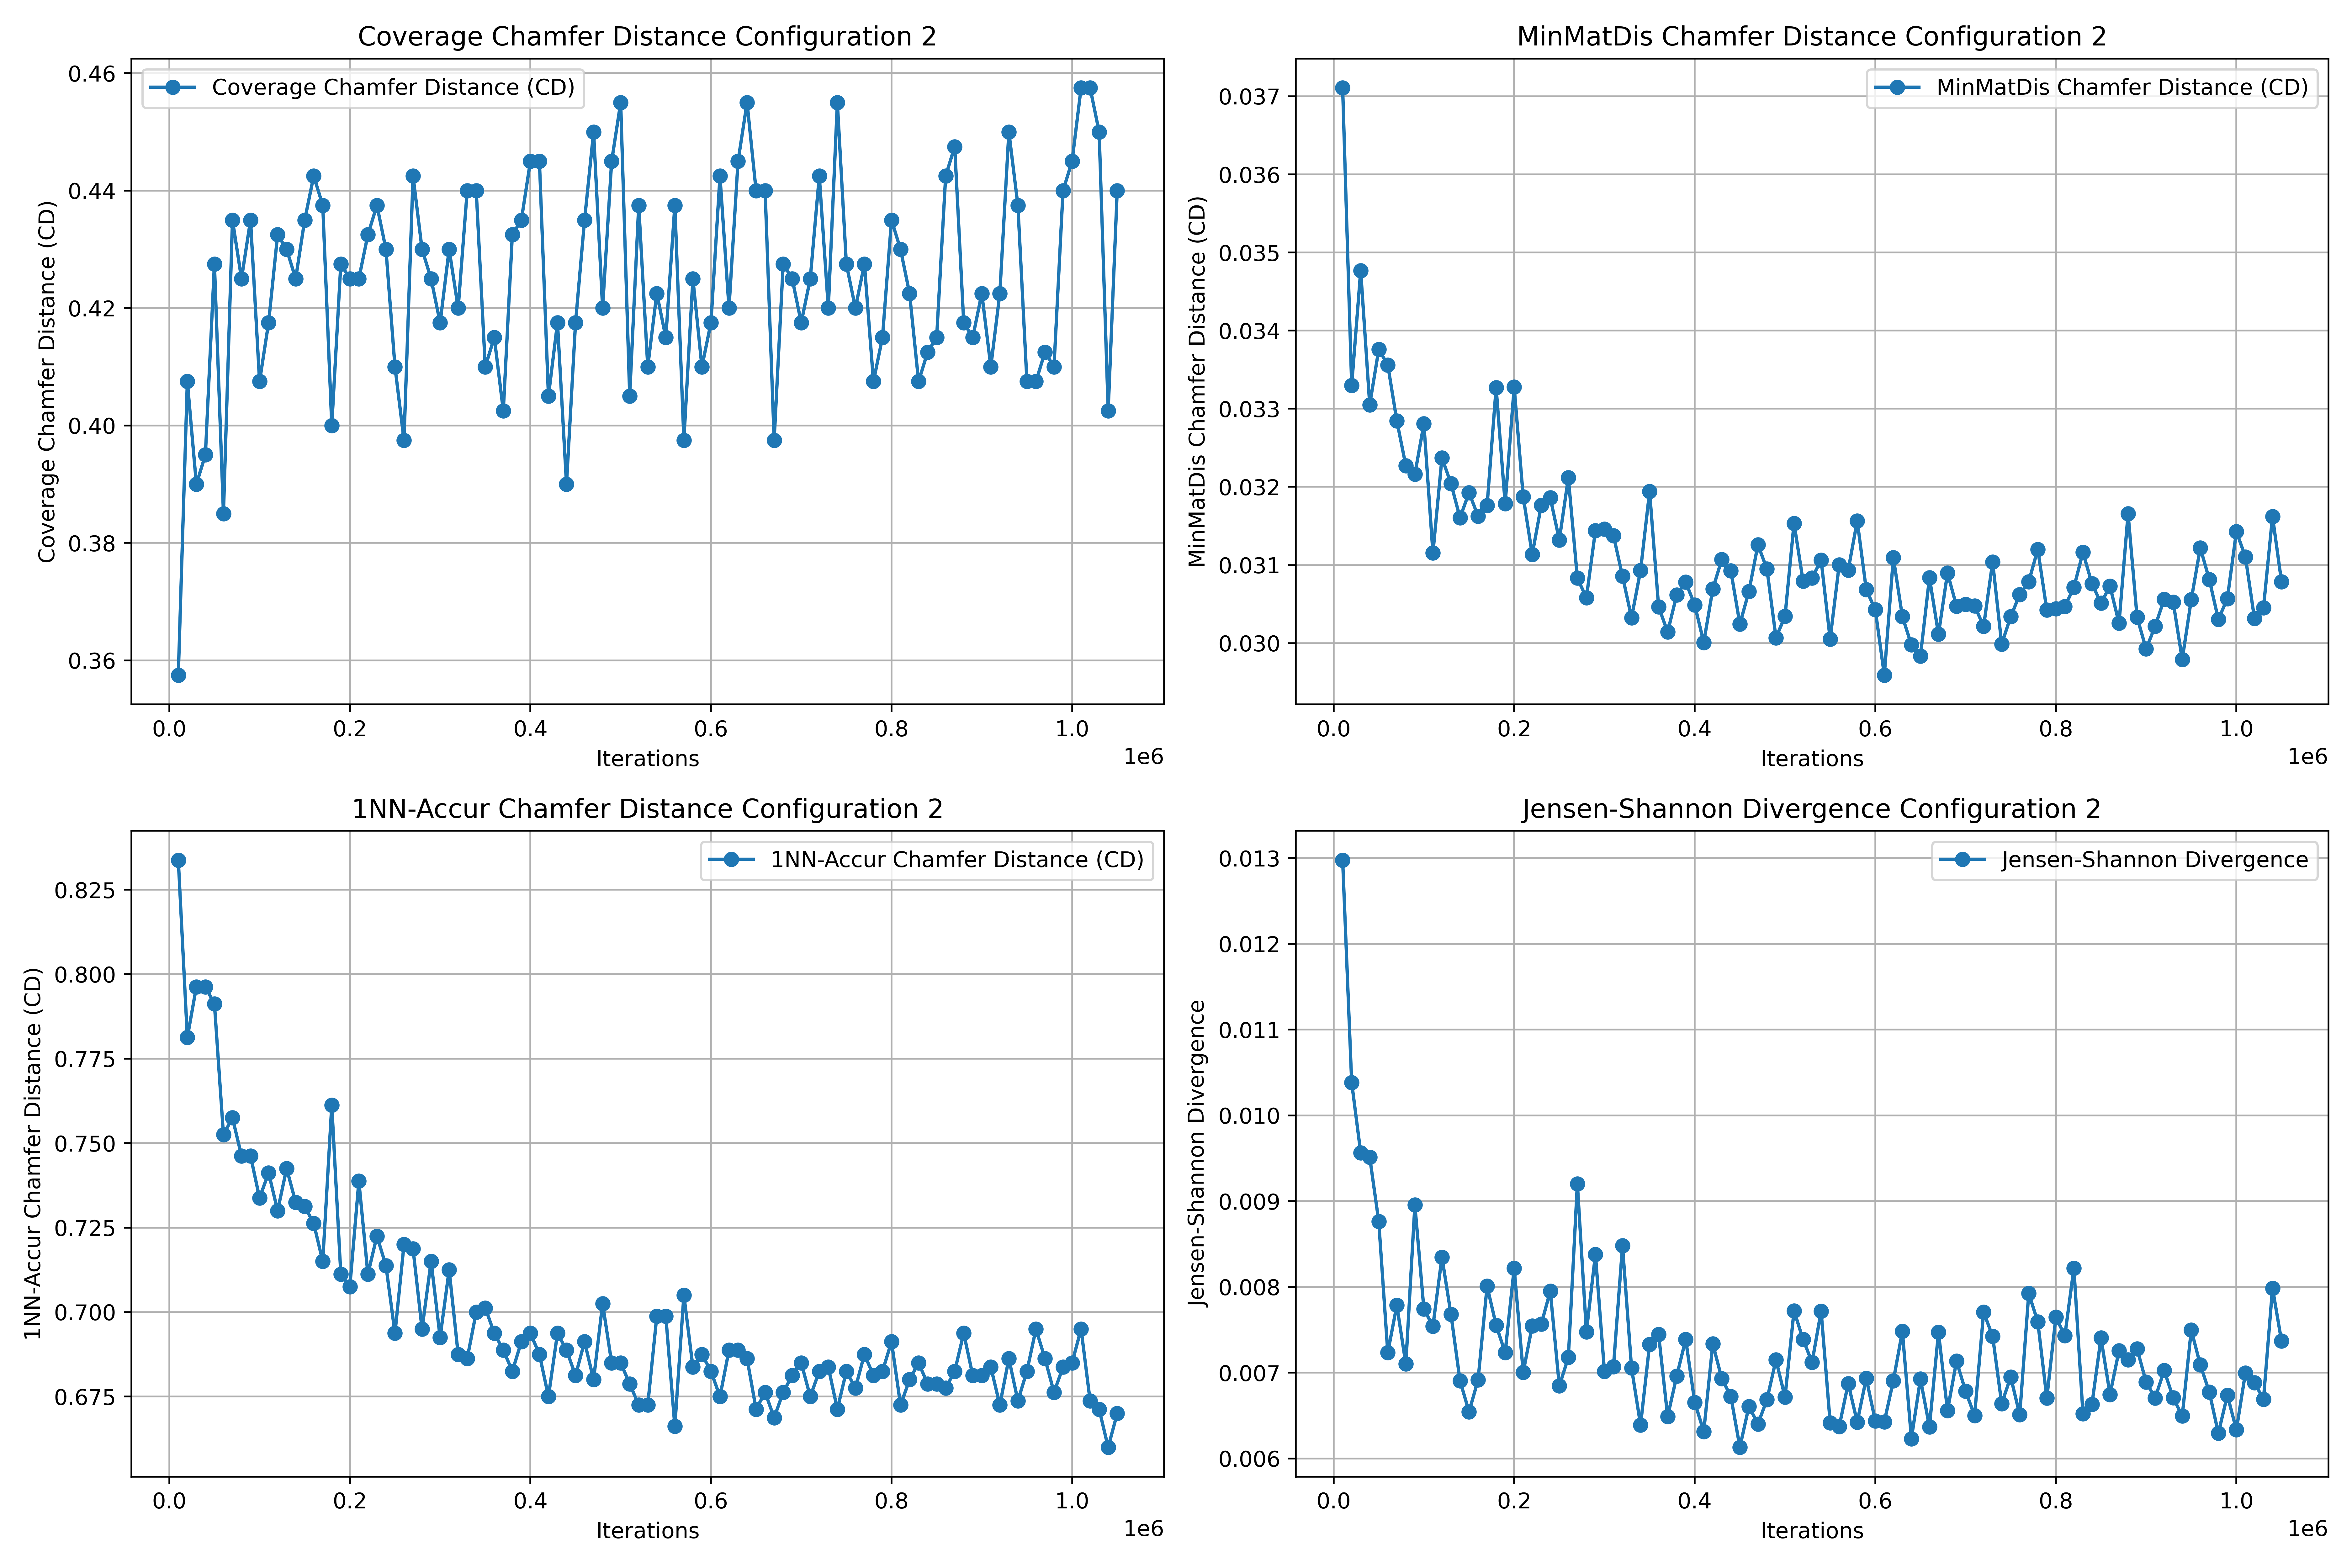 Coverage Chamfer Distance Configuration 2
Coverage Chamfer Distance (CD)
Coverage Chamfer Distance (CD)
0.46
0.44
0.42
0.40
0.38
0.36
0.0 0.2 0.4 0.6 0.8 1.0
Iterations
1e6
MinMatDis Chamfer Distance Configuration 2
MinMatDis Chamfer Distance (CD)
MinMatDis Chamfer Distance (CD)
0.037
0.036
0.035
0.034
0.033
0.032
0.031
0.030
0.0 0.2 0.4 0.6 0.8 1.0
Iterations
1e6
1NN-Accur Chamfer Distance Configuration 2
1NN-Accur Chamfer Distance (CD)
1NN-Accur Chamfer Distance (CD)
0.825
0.800
0.775
0.750
0.725
0.700
0.675
0.0 0.2 0.4 0.6 0.8 1.0
Iterations
1e6
Jensen-Shannon Divergence Configuration 2
Jensen-Shannon Divergence
Jensen-Shannon Divergence
0.013
0.012
0.011
0.010
0.009
0.008
0.007
0.006
0.0 0.2 0.4 0.6 0.8 1.0
Iterations
1e6